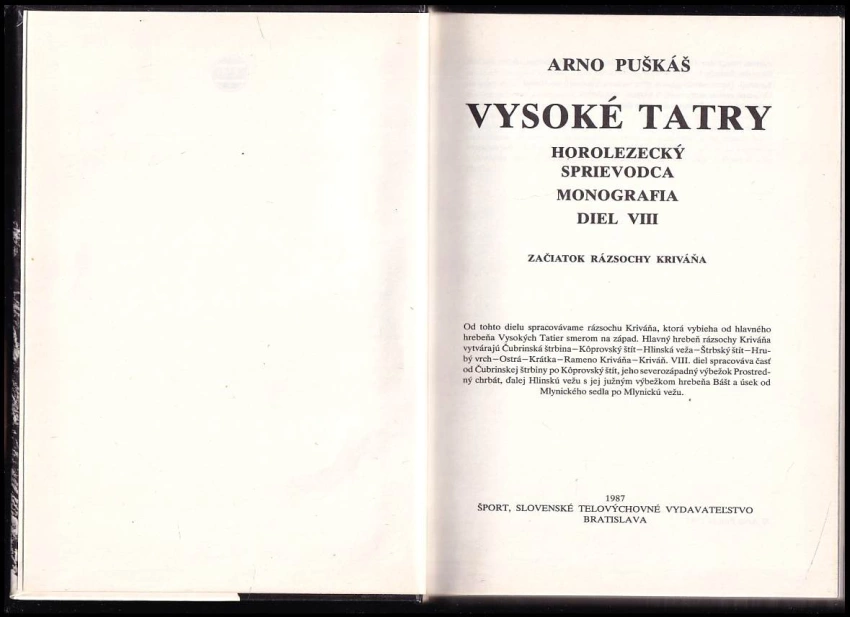 ARNO PUŠKÁŠ
VYSOKÉ TATRY
HOROLEZECKÝ
SPRIEVODCA
MONOGRAFIA
DIEL VIII
ZAČIATOK RÁZSOCHY KRIVÁŇA
Od tohto dielu spracovávame rázsochu Kriváňa, ktorá vybieha od hlavného
hrebeňa Vysokých Tatier smerom na západ. Hlavný hrebeň rázsochy Kriváňa
vytvárajú Čubrinská štrbina—Kôprovský štít—Hlinská veža—Štrbský štít—Hru-
bý vrch—Ostrá—Krátka—Rameno Kriváňa—Kriváň. VIII. diel spracováva časť
od Čubrinskej štrbiny po Kôprovský štít, jeho severozápadný výbežok Prostred-
ný chrbát, ďalej Hlinskú vežu s jej južným výbežkom hrebeňa Bášt a úsek od
Mlynického sedla po Mlynickú vežu.
1987
ŠPORT, SLOVENSKÉ TELOVÝCHOVNÉ VYDAVATEĽSTVO
BRATISLAVA